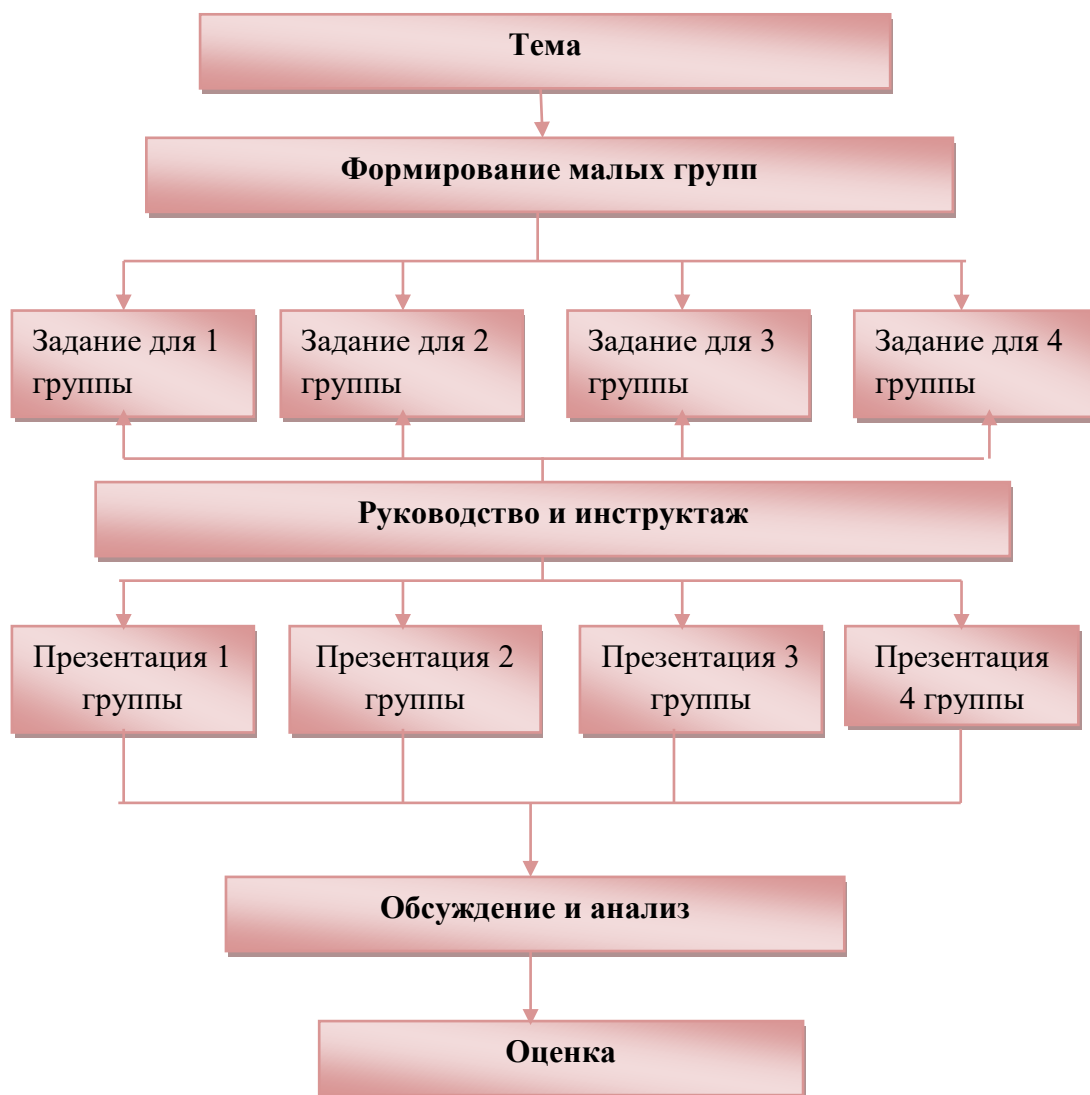 Тема
Формирование малых групп
Задание для 1
группы
Задание для 2
группы
Задание для 3
группы
Задание для 4
группы
Руководство и инструктаж
Презентация 1
группы
Презентация 2
группы
Презентация 3
группы
Презентация
4 группы
Обсуждение и анализ
Оценка